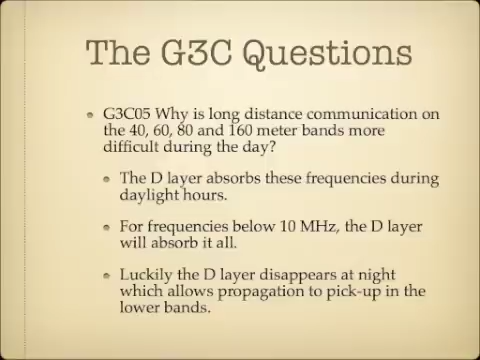 The G3C Questions
G3C05 Why is long distance communication on
the 40, 60, 80 and 160 meter bands more
difficult during the day?
The D layer absorbs these frequencies during
daylight hours.
For frequencies below 10 MHz, the D layer
will absorb it all.
Luckily the D layer disappears at night
which allows propagation to pick-up in the
lower bands.